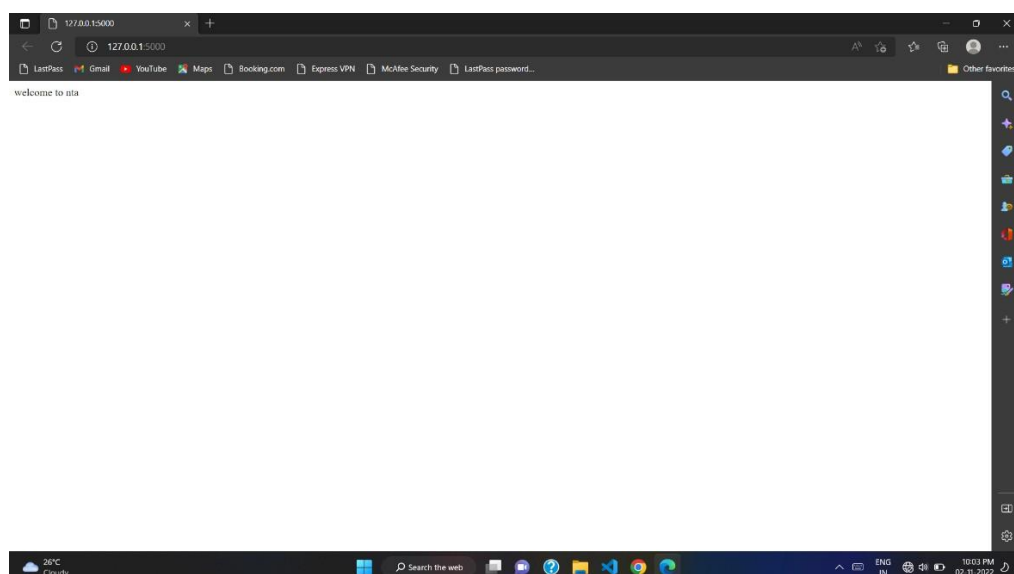 127.0.0.1:5000
127.0.0.1:5000
LastPass Gmail YouTube Maps Booking.com Express VPN McAfee Security LastPass password... Other favorites
welcome to nta
26°C
Cloudy
Search the web
ENG
IN
10:03 PM
02-11-2022